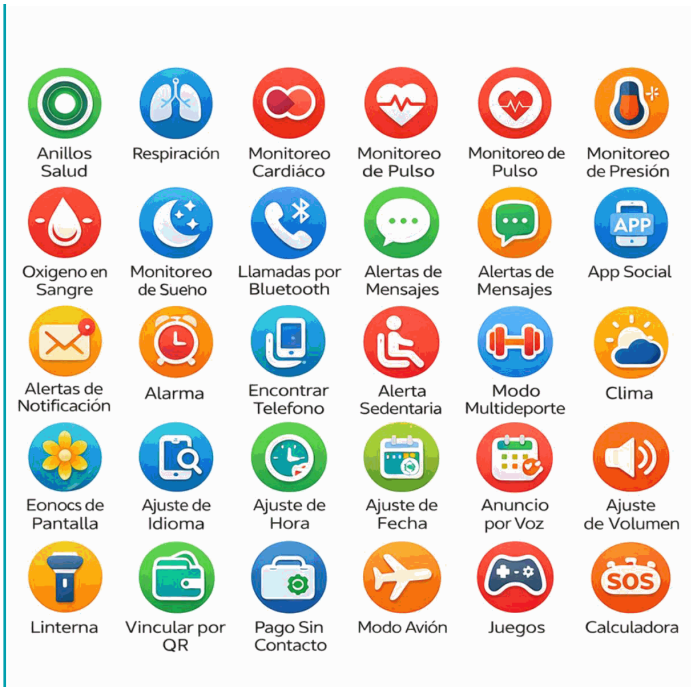 Anillos
Salud
Respiración
Monitoreo
Cardiáco
Monitoreo
de Pulso
Monitoreo de
Pulso
Monitoreo
de Presión
Oxigeno en
Sangre
Monitoreo
de Sueho
Llamadas por
Bluetooth
Alertas de
Mensajes
Alertas de
Mensajes
APP
App Social
Alertas de
Notificación
Alarma
Encontrar
Telefono
Alerta
Sedentaria
Modo
Multideporte
Clima
Eonocs de
Pantalla
Ajuste de
Idioma
Ajuste de
Hora
Ajuste de
Fecha
Anuncio
por Voz
Ajuste
de Volumen
Linterna
Vincular por
QR
Pago Sin
Contacto
Modo Avión
Juegos
SOS
Calculadora